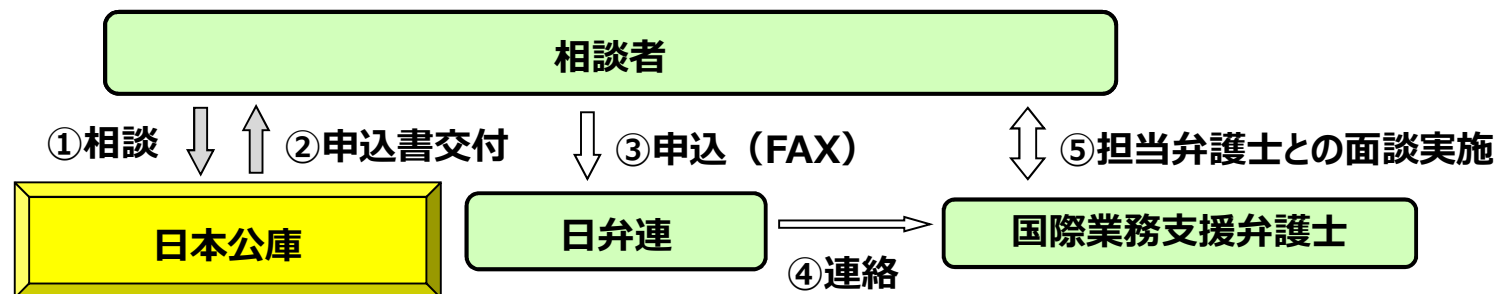 相談者
①相談
②申込書交付
③申込（FAX）
⑤担当弁護士との面談実施
日本公庫
日弁連
国際業務支援弁護士
④連絡